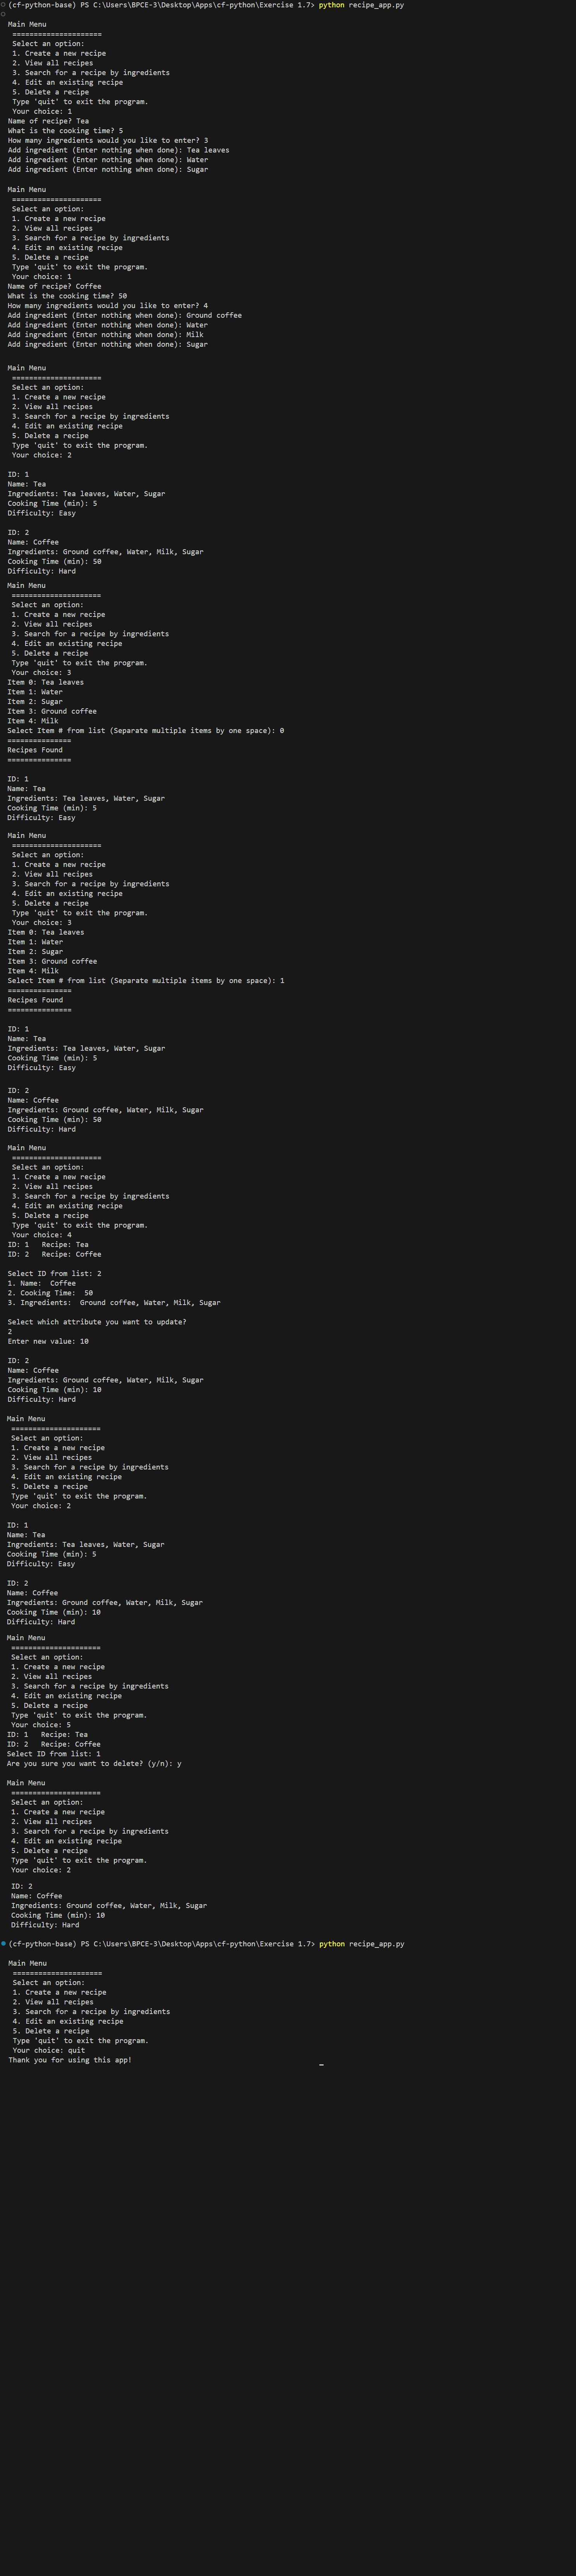 (cf-python-base) PS C:\Users\BPCE-3\Desktop\Apps\cf-python\Exercise 1.7> python recipe_app.py
Main Menu
=====================
Select an option:
1. Create a new recipe
2. View all recipes
3. Search for a recipe by ingredients
4. Edit an existing recipe
5. Delete a recipe
Type 'quit' to exit the program.
Your choice: 1
Name of recipe? Tea
What is the cooking time? 5
How many ingredients would you like to enter? 3
Add ingredient (Enter nothing when done): Tea leaves
Add ingredient (Enter nothing when done): Water
Add ingredient (Enter nothing when done): Sugar
Main Menu
=====================
Select an option:
1. Create a new recipe
2. View all recipes
3. Search for a recipe by ingredients
4. Edit an existing recipe
5. Delete a recipe
Type 'quit' to exit the program.
Your choice: 1
Name of recipe? Coffee
What is the cooking time? 50
How many ingredients would you like to enter? 4
Add ingredient (Enter nothing when done): Ground coffee
Add ingredient (Enter nothing when done): Water
Add ingredient (Enter nothing when done): Milk
Add ingredient (Enter nothing when done): Sugar
Main Menu
=====================
Select an option:
1. Create a new recipe
2. View all recipes
3. Search for a recipe by ingredients
4. Edit an existing recipe
5. Delete a recipe
Type 'quit' to exit the program.
Your choice: 2
ID: 1
Name: Tea
Ingredients: Tea leaves, Water, Sugar
Cooking Time (min): 5
Difficulty: Easy
ID: 2
Name: Coffee
Ingredients: Ground coffee, Water, Milk, Sugar
Cooking Time (min): 50
Difficulty: Hard
Main Menu
=====================
Select an option:
1. Create a new recipe
2. View all recipes
3. Search for a recipe by ingredients
4. Edit an existing recipe
5. Delete a recipe
Type 'quit' to exit the program.
Your choice: 3
Item 0: Tea leaves
Item 1: Water
Item 2: Sugar
Item 3: Ground coffee
Item 4: Milk
Select Item # from list (Separate multiple items by one space): 0
===============
Recipes Found
===============
ID: 1
Name: Tea
Ingredients: Tea leaves, Water, Sugar
Cooking Time (min): 5
Difficulty: Easy
Main Menu
=====================
Select an option:
1. Create a new recipe
2. View all recipes
3. Search for a recipe by ingredients
4. Edit an existing recipe
5. Delete a recipe
Type 'quit' to exit the program.
Your choice: 3
Item 0: Tea leaves
Item 1: Water
Item 2: Sugar
Item 3: Ground coffee
Item 4: Milk
Select Item # from list (Separate multiple items by one space): 1
===============
Recipes Found
===============
ID: 1
Name: Tea
Ingredients: Tea leaves, Water, Sugar
Cooking Time (min): 5
Difficulty: Easy
ID: 2
Name: Coffee
Ingredients: Ground coffee, Water, Milk, Sugar
Cooking Time (min): 50
Difficulty: Hard
Main Menu
=====================
Select an option:
1. Create a new recipe
2. View all recipes
3. Search for a recipe by ingredients
4. Edit an existing recipe
5. Delete a recipe
Type 'quit' to exit the program.
Your choice: 4
ID: 1   Recipe: Tea
ID: 2   Recipe: Coffee
Select ID from list: 2
1. Name:  Coffee
2. Cooking Time:  50
3. Ingredients:  Ground coffee, Water, Milk, Sugar
Select which attribute you want to update?
2
Enter new value: 10
ID: 2
Name: Coffee
Ingredients: Ground coffee, Water, Milk, Sugar
Cooking Time (min): 10
Difficulty: Hard
Main Menu
=====================
Select an option:
1. Create a new recipe
2. View all recipes
3. Search for a recipe by ingredients
4. Edit an existing recipe
5. Delete a recipe
Type 'quit' to exit the program.
Your choice: 2
ID: 1
Name: Tea
Ingredients: Tea leaves, Water, Sugar
Cooking Time (min): 5
Difficulty: Easy
ID: 2
Name: Coffee
Ingredients: Ground coffee, Water, Milk, Sugar
Cooking Time (min): 10
Difficulty: Hard
Main Menu
=====================
Select an option:
1. Create a new recipe
2. View all recipes
3. Search for a recipe by ingredients
4. Edit an existing recipe
5. Delete a recipe
Type 'quit' to exit the program.
Your choice: 5
ID: 1   Recipe: Tea
ID: 2   Recipe: Coffee
Select ID from list: 1
Are you sure you want to delete? (y/n): y
Main Menu
=====================
Select an option:
1. Create a new recipe
2. View all recipes
3. Search for a recipe by ingredients
4. Edit an existing recipe
5. Delete a recipe
Type 'quit' to exit the program.
Your choice: 2
ID: 2
Name: Coffee
Ingredients: Ground coffee, Water, Milk, Sugar
Cooking Time (min): 10
Difficulty: Hard
(cf-python-base) PS C:\Users\BPCE-3\Desktop\Apps\cf-python\Exercise 1.7> python recipe_app.py
Main Menu
=====================
Select an option:
1. Create a new recipe
2. View all recipes
3. Search for a recipe by ingredients
4. Edit an existing recipe
5. Delete a recipe
Type 'quit' to exit the program.
Your choice: quit
Thank you for using this app!